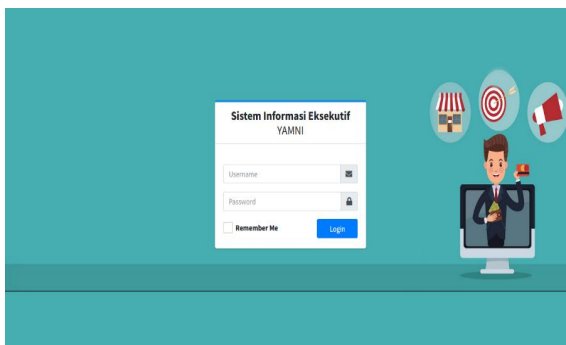 Sistem Informasi Eksekutif
YAMNI
Username
Password
Remember Me
Login